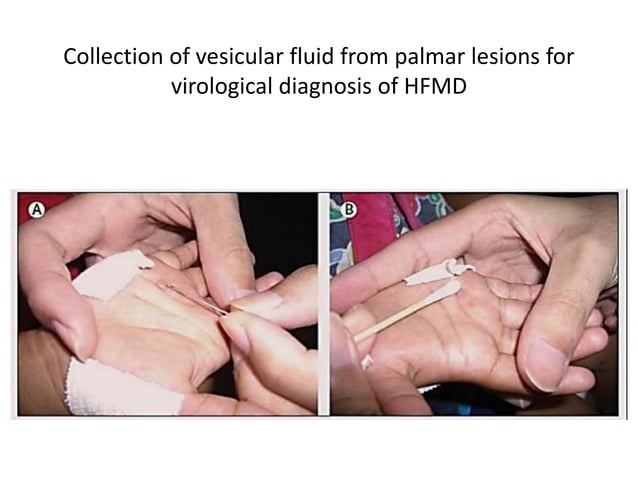 Collection of vesicular fluid from palmar lesions for
virological diagnosis of HFMD
A
B